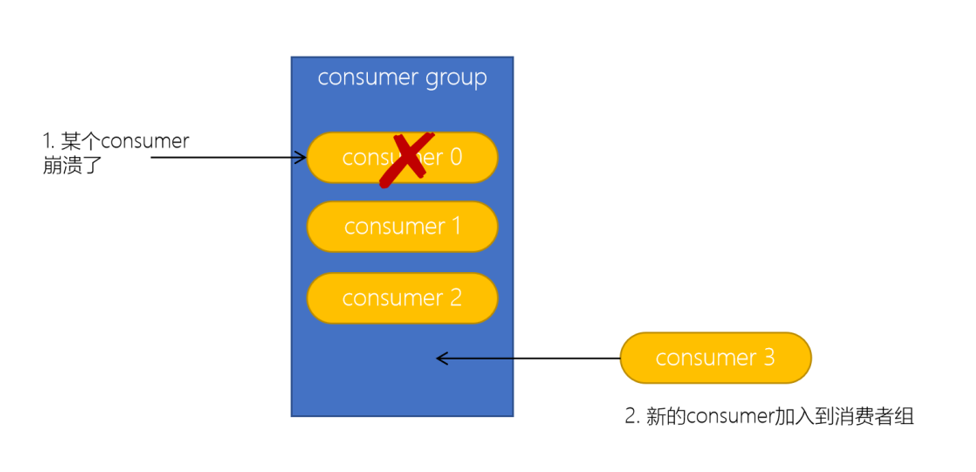 consumer group
1. 某个consumer
崩溃了
consumer 0
consumer 1
consumer 2
consumer 3
2. 新的consumer加入到消费者组